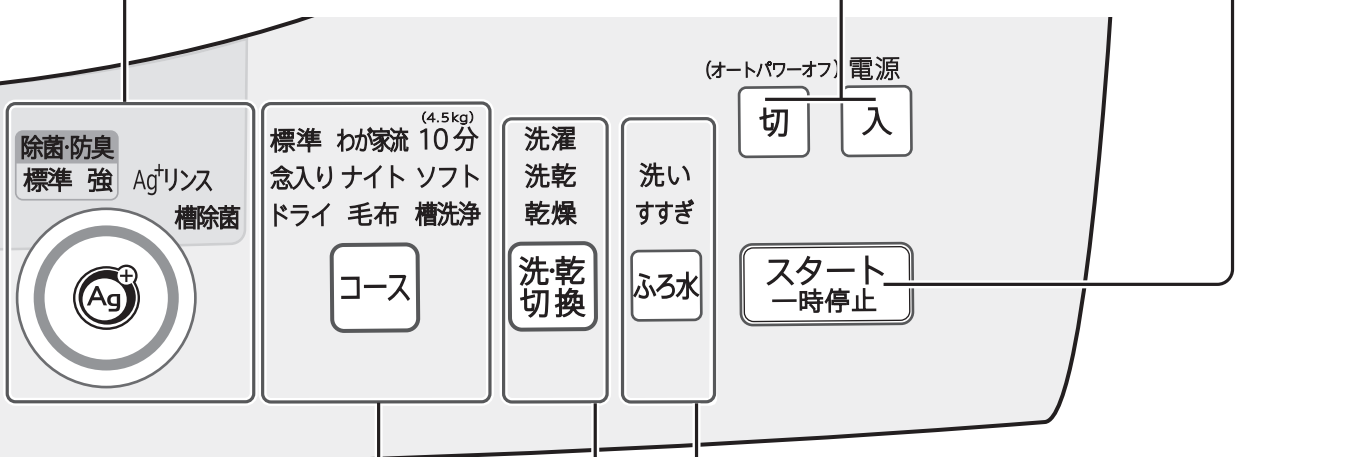 除菌・防臭
標準 強
Ag⁺リンス
槽除菌
Ag+
(4.5kg)
標準 わが家流 10分
念入り ナイト ソフト
ドライ 毛布 槽洗浄
コース
洗濯
洗乾
乾燥
洗・乾
切換
洗い
すすぎ
ふろ水
(オートパワーオフ) 電源
切 入
スタート
一時停止